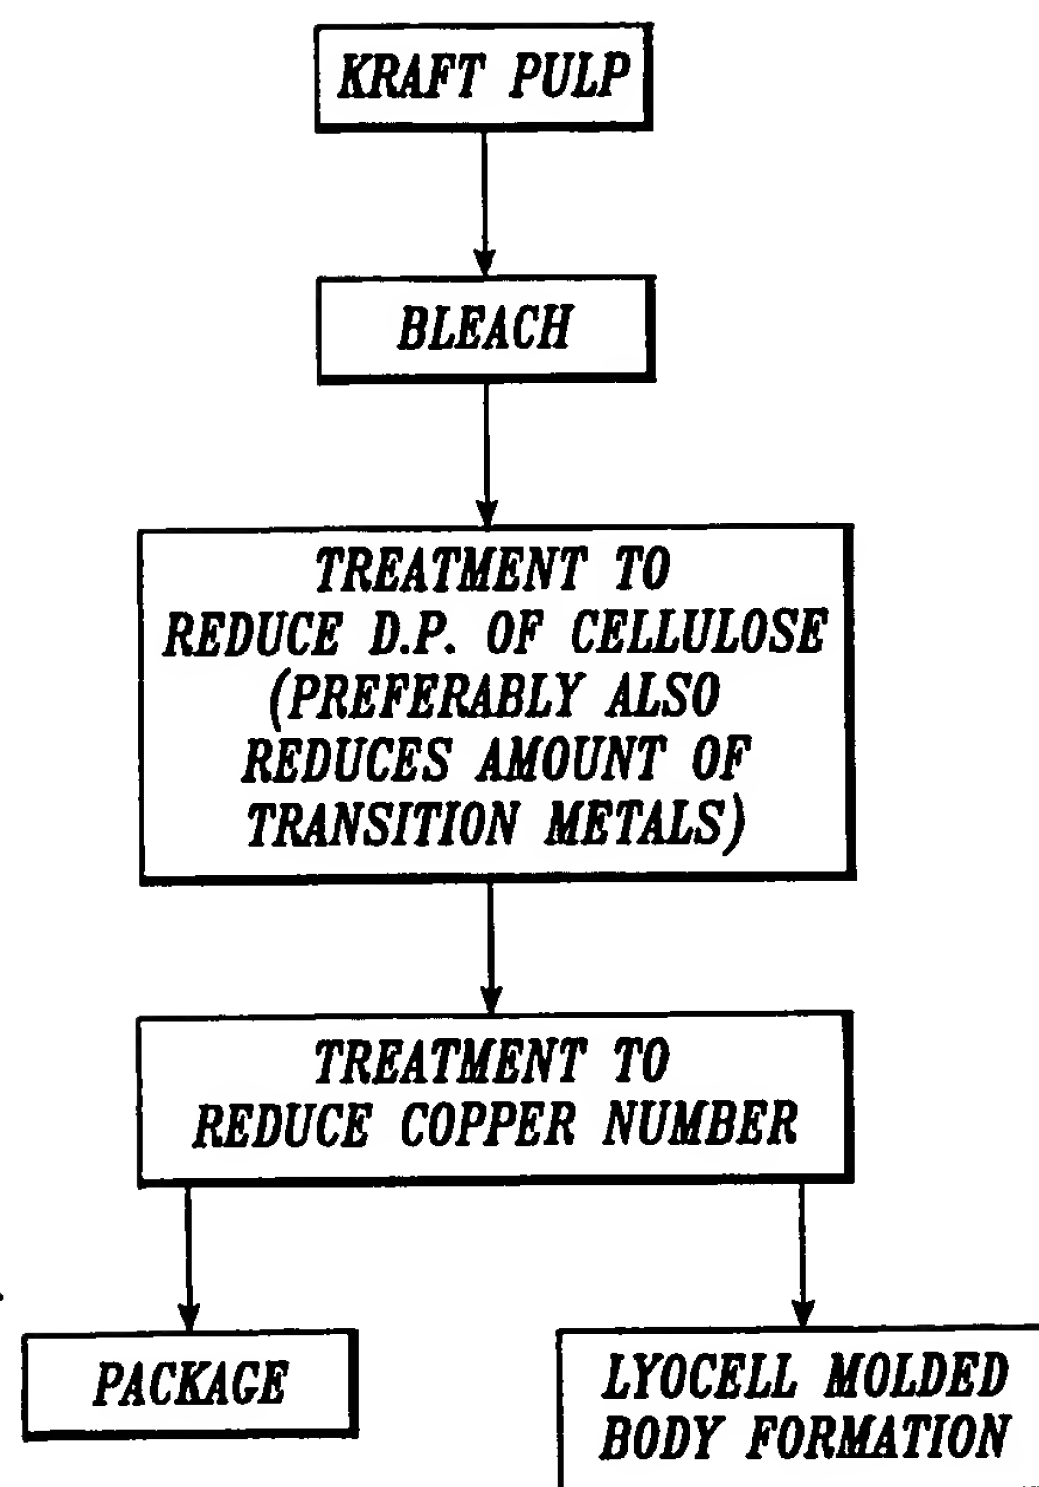 KRAFT PULP
BLEACH
TREATMENT TO
REDUCE D.P. OF CELLULOSE
(PREFERABLY ALSO
REDUCES AMOUNT OF
TRANSITION METALS)
TREATMENT TO
REDUCE COPPER NUMBER
PACKAGE
LYOCELL MOLDED
BODY FORMATION